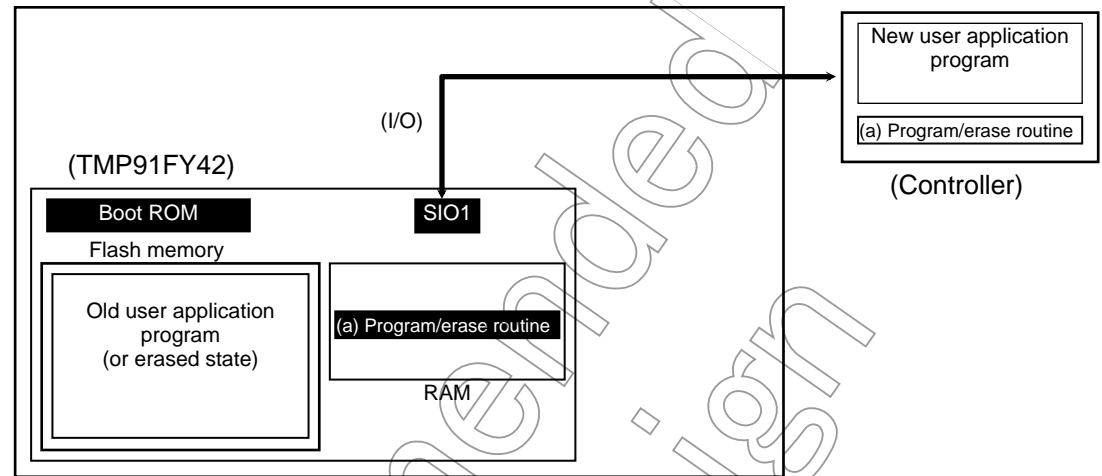 New user application
program
(I/O)
(a) Program/erase routine
(TMP91FY42)
(Controller)
Boot ROM
SIO1
Flash memory
Old user application
program
(or erased state)
(a) Program/erase routine
RAM